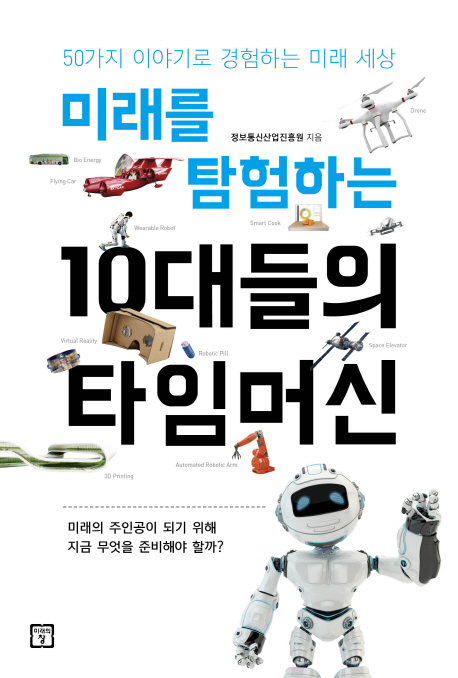 50가지 이야기로 경험하는 미래 세상
미래를
정보통신산업진흥원 지음
탐험하는
10대들의
타임머신
Drone
Bio Energy
Flying Car
Wearable Robot
Smart Cook
Virtual Reality
Robotic Pill
Space Elevator
3D Printing
Automated Robotic Arm
미래의 주인공이 되기 위해
지금 무엇을 준비해야 할까?
미래의
창